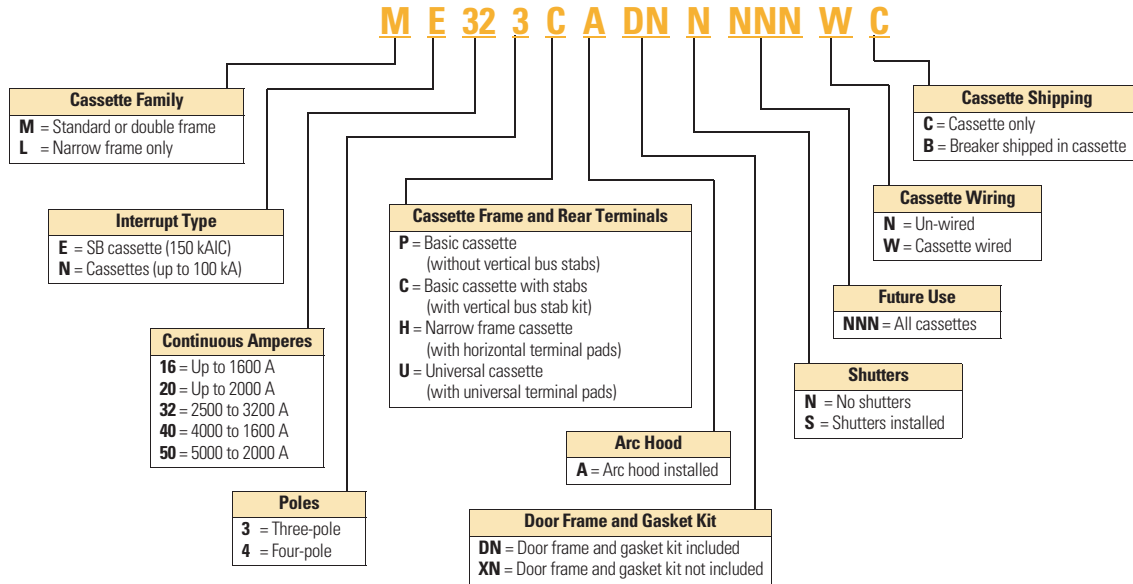 M E 32 3 C A DN N NNN W C
Cassette Family
M = Standard or double frame
L = Narrow frame only
Interrupt Type
E = SB cassette (150 kAIC)
N = Cassettes (up to 100 kA)
Continuous Amperes
16 = Up to 1600 A
20 = Up to 2000 A
32 = 2500 to 3200 A
40 = 4000 to 1600 A
50 = 5000 to 2000 A
Poles
3 = Three-pole
4 = Four-pole
Cassette Frame and Rear Terminals
P = Basic cassette
(without vertical bus stabs)
C = Basic cassette with stabs
(with vertical bus stab kit)
H = Narrow frame cassette
(with horizontal terminal pads)
U = Universal cassette
(with universal terminal pads)
Arc Hood
A = Arc hood installed
Door Frame and Gasket Kit
DN = Door frame and gasket kit included
XN = Door frame and gasket kit not included
Shutters
N = No shutters
S = Shutters installed
Future Use
NNN = All cassettes
Cassette Wiring
N = Un-wired
W = Cassette wired
Cassette Shipping
C = Cassette only
B = Breaker shipped in cassette